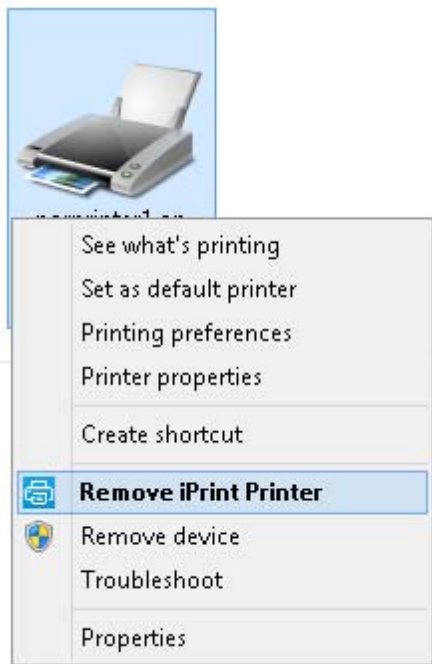 See what's printing
Set as default printer
Printing preferences
Printer properties
Create shortcut
Remove iPrint Printer
Remove device
Troubleshoot
Properties